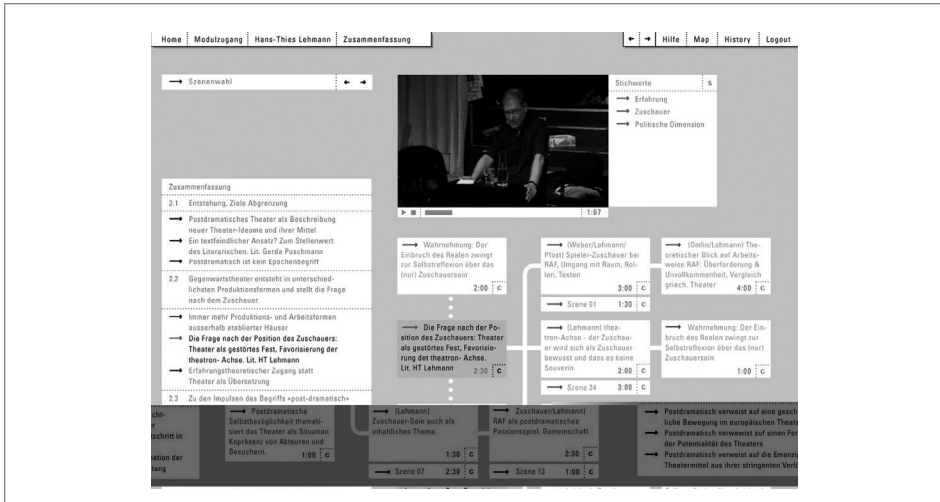 Home Modulzugang Hans-Thies Lehmann Zusammenfassung
Hilfe Map History Logout
Szenenwahl
Stichworte S
Erfahrung
Zuschauer
Politische Dimension
1:67
Zusammenfassung
2.1 Entstehung, Ziele Abgrenzung
Postdramatisches Theater als Beschreibung
neuer Theater-Ideome und ihrer Mittel
Ein textfeindlicher Ansatz? Zum Stellenwert
des Literarischen. Lit. Gerda Poschmann
Postdramatisch ist kein Epochenbegriff
2.2 Gegenwartstheater entsteht in unterschied-
lichsten Produktionsformen und stellt die Frage
nach dem Zuschauer.
Immer mehr Produktions- und Arbeitsformen
ausserhalb etablierter Häuser
Die Frage nach der Position des Zuschauers:
Theater als gestörtes Fest, Favorisierung der
theatron- Achse. Lit. HT Lehmann
Erfahrungstheoretischer Zugang statt
Theater als Übersetzung
2.3 Zu den Impulsen des Begriffs «post-dramatisch»
Wahrnehmung: Der
Einbruch des Realen zwingt
zur Selbstreflexion über das
(nur) Zuschauersein
2:00 C
(Weber/Lehmann/
Pfost) Spieler-Zuschauer bei
RAF, Umgang mit Raum, Rol-
len, Texten
3:00 C
Szene 01 1:30 C
(Omlin/Lehmann) The-
oretischer Blick auf Arbeits-
weise RAF: Überforderung &
Unvollkommenheit, Vergleich
griech. Theater 4:00 C
Die Frage nach der Po-
sition des Zuschauers: Theater
als gestörtes Fest, Favorisie-
rung det theatron- Achse.
Lit. HT Lehmann 2:30 C
(Lehmann) thea-
tron-Achse - der Zuschau-
er wird sich als Zuschauer
bewusst und dass es keine
Souverin 2:00 C
Szene 24 3:00 C
Wahrnehmung: Der Ein-
bruch des Realen zwingt zur
Selbstreflexion über das (nur)
Zuschauersein
1:00 C
Postdramatische
Selbstbezüglichkeit themati-
siert das Theater als Situation:
Kopräsenz von Akteuren und
Besuchern. 1:00 C
(Lehmann)
Zuschauer-Sein auch als
inhaltliches Thema.
1:30 C
Szene 07 2:30 C
Zuschauer/Lehmann)
RAF als postdramatisches
Passionsspiel: Gemeinschaft
2:30 C
Szene 13 1:00 C
Postdramatisch verweist auf eine gesch
liche Bewegung im europäischen Theate
Postdramatisch verweist auf einen For
der Potentialität des Theaters
Postdramatisch verweist auf die Emanzip
Theatermittel aus ihrer stringenten Verlö